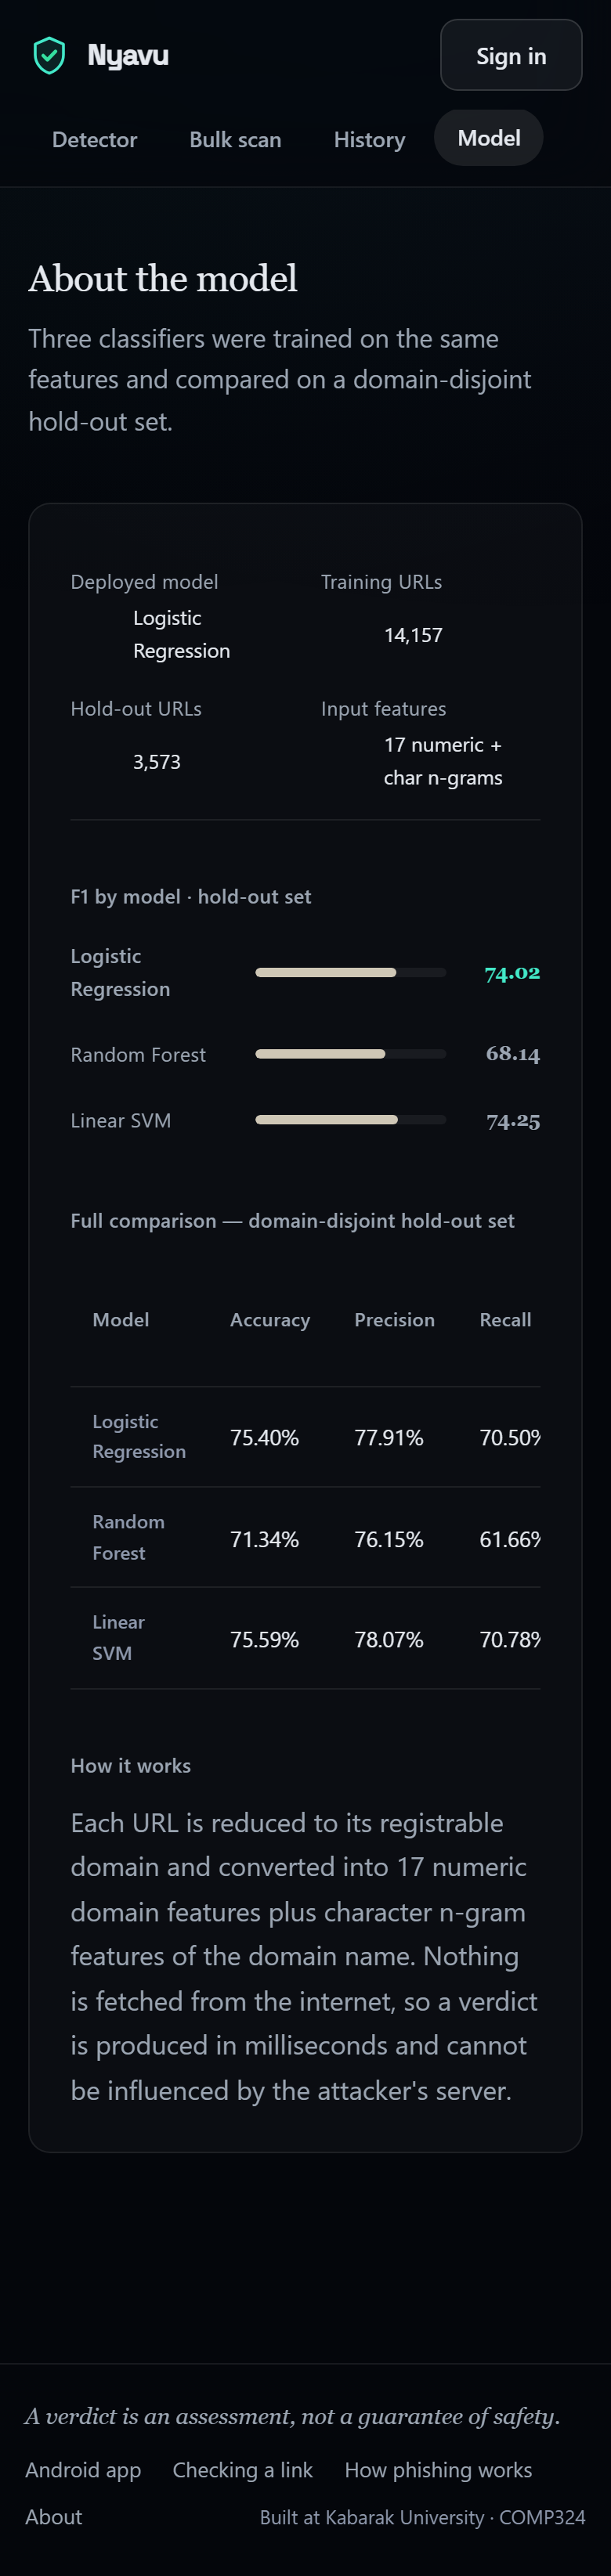 Nyavu
Sign in
Detector
Bulk scan
History
Model
About the model
Three classifiers were trained on the same
features and compared on a domain-disjoint
hold-out set.
Deployed model
Logistic
Regression
Training URLs
14,157
Hold-out URLs
3,573
Input features
17 numeric +
char n-grams
F1 by model · hold-out set
Logistic
Regression
74.02
Random Forest
68.14
Linear SVM
74.25
Full comparison — domain-disjoint hold-out set
Model Accuracy Precision Recall
Logistic
Regression
75.40% 77.91% 70.50%
Random
Forest
71.34% 76.15% 61.66%
Linear
SVM
75.59% 78.07% 70.78%
How it works
Each URL is reduced to its registrable
domain and converted into 17 numeric
domain features plus character n-gram
features of the domain name. Nothing
is fetched from the internet, so a verdict
is produced in milliseconds and cannot
be influenced by the attacker's server.
A verdict is an assessment, not a guarantee of safety.
Android app
Checking a link
How phishing works
About
Built at Kabarak University · COMP324